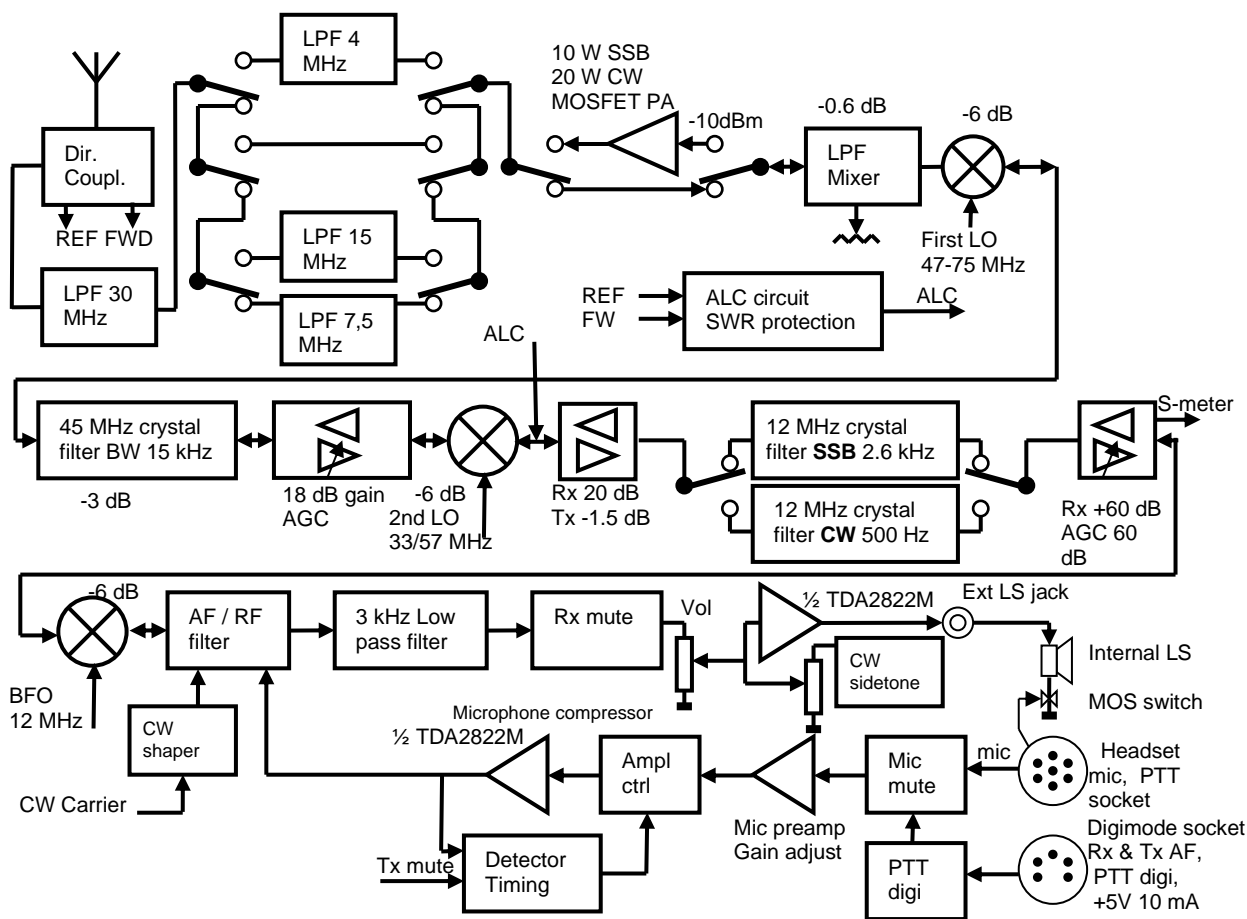 LPF 4
MHz
10 W SSB
20 W CW
MOSFET PA
-10dBm
-0.6 dB
-6 dB
Dir.
Coupl.
LPF
Mixer
REF FWD
LPF 15
MHz
First LO
47-75 MHz
LPF 30
MHz
LPF 7,5
MHz
REF
FW
ALC circuit
SWR protection
ALC
ALC
S-meter
45 MHz crystal
filter BW 15 kHz
12 MHz crystal
filter SSB 2.6 kHz
-3 dB
18 dB gain
AGC
-6 dB
2nd LO
33/57 MHz
Rx 20 dB
Tx -1.5 dB
12 MHz crystal
filter CW 500 Hz
Rx +60 dB
AGC 60
dB
-6 dB
AF / RF
filter
3 kHz Low
pass filter
Rx mute
Vol
½ TDA2822M
Ext LS jack
Internal LS
CW
sidetone
MOS switch
BFO
12 MHz
CW
shaper
Microphone compressor
½ TDA2822M
Ampl
ctrl
Mic
mute
mic
Headset
mic, PTT
socket
CW Carrier
Mic preamp
Gain adjust
Tx mute
Detector
Timing
PTT
digi
Digimode socket
Rx & Tx AF,
PTT digi,
+5V 10 mA